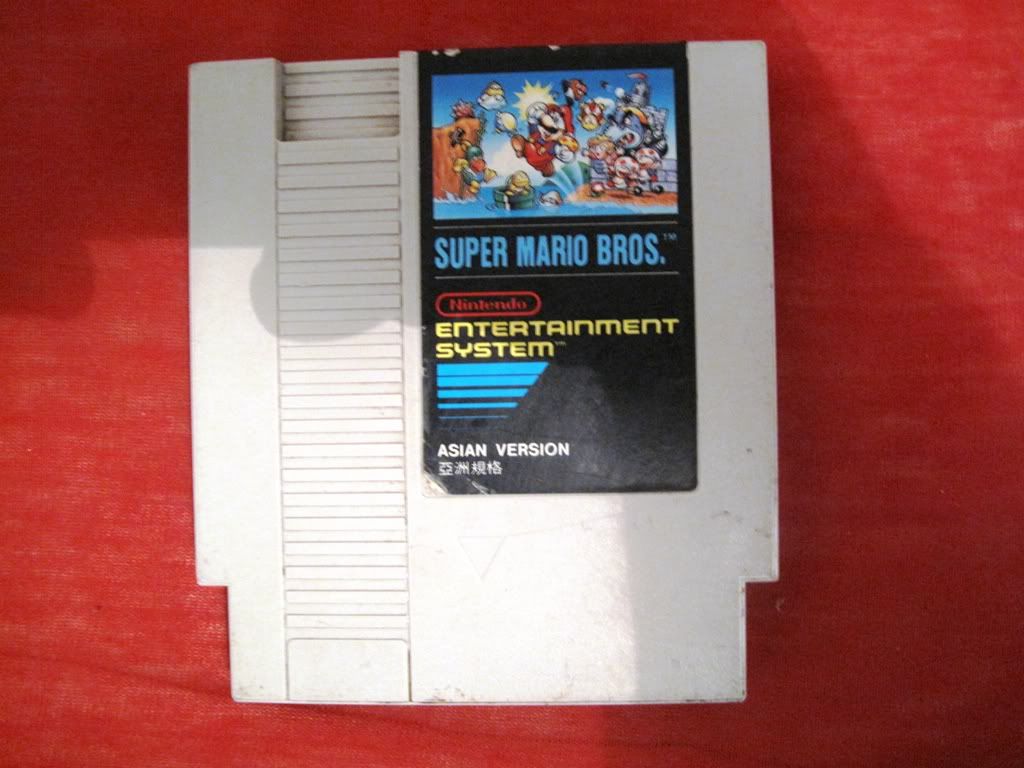 SUPER MARIO BROS.™
Nintendo
ENTERTAINMENT
SYSTEM™
ASIAN VERSION
亞洲規格